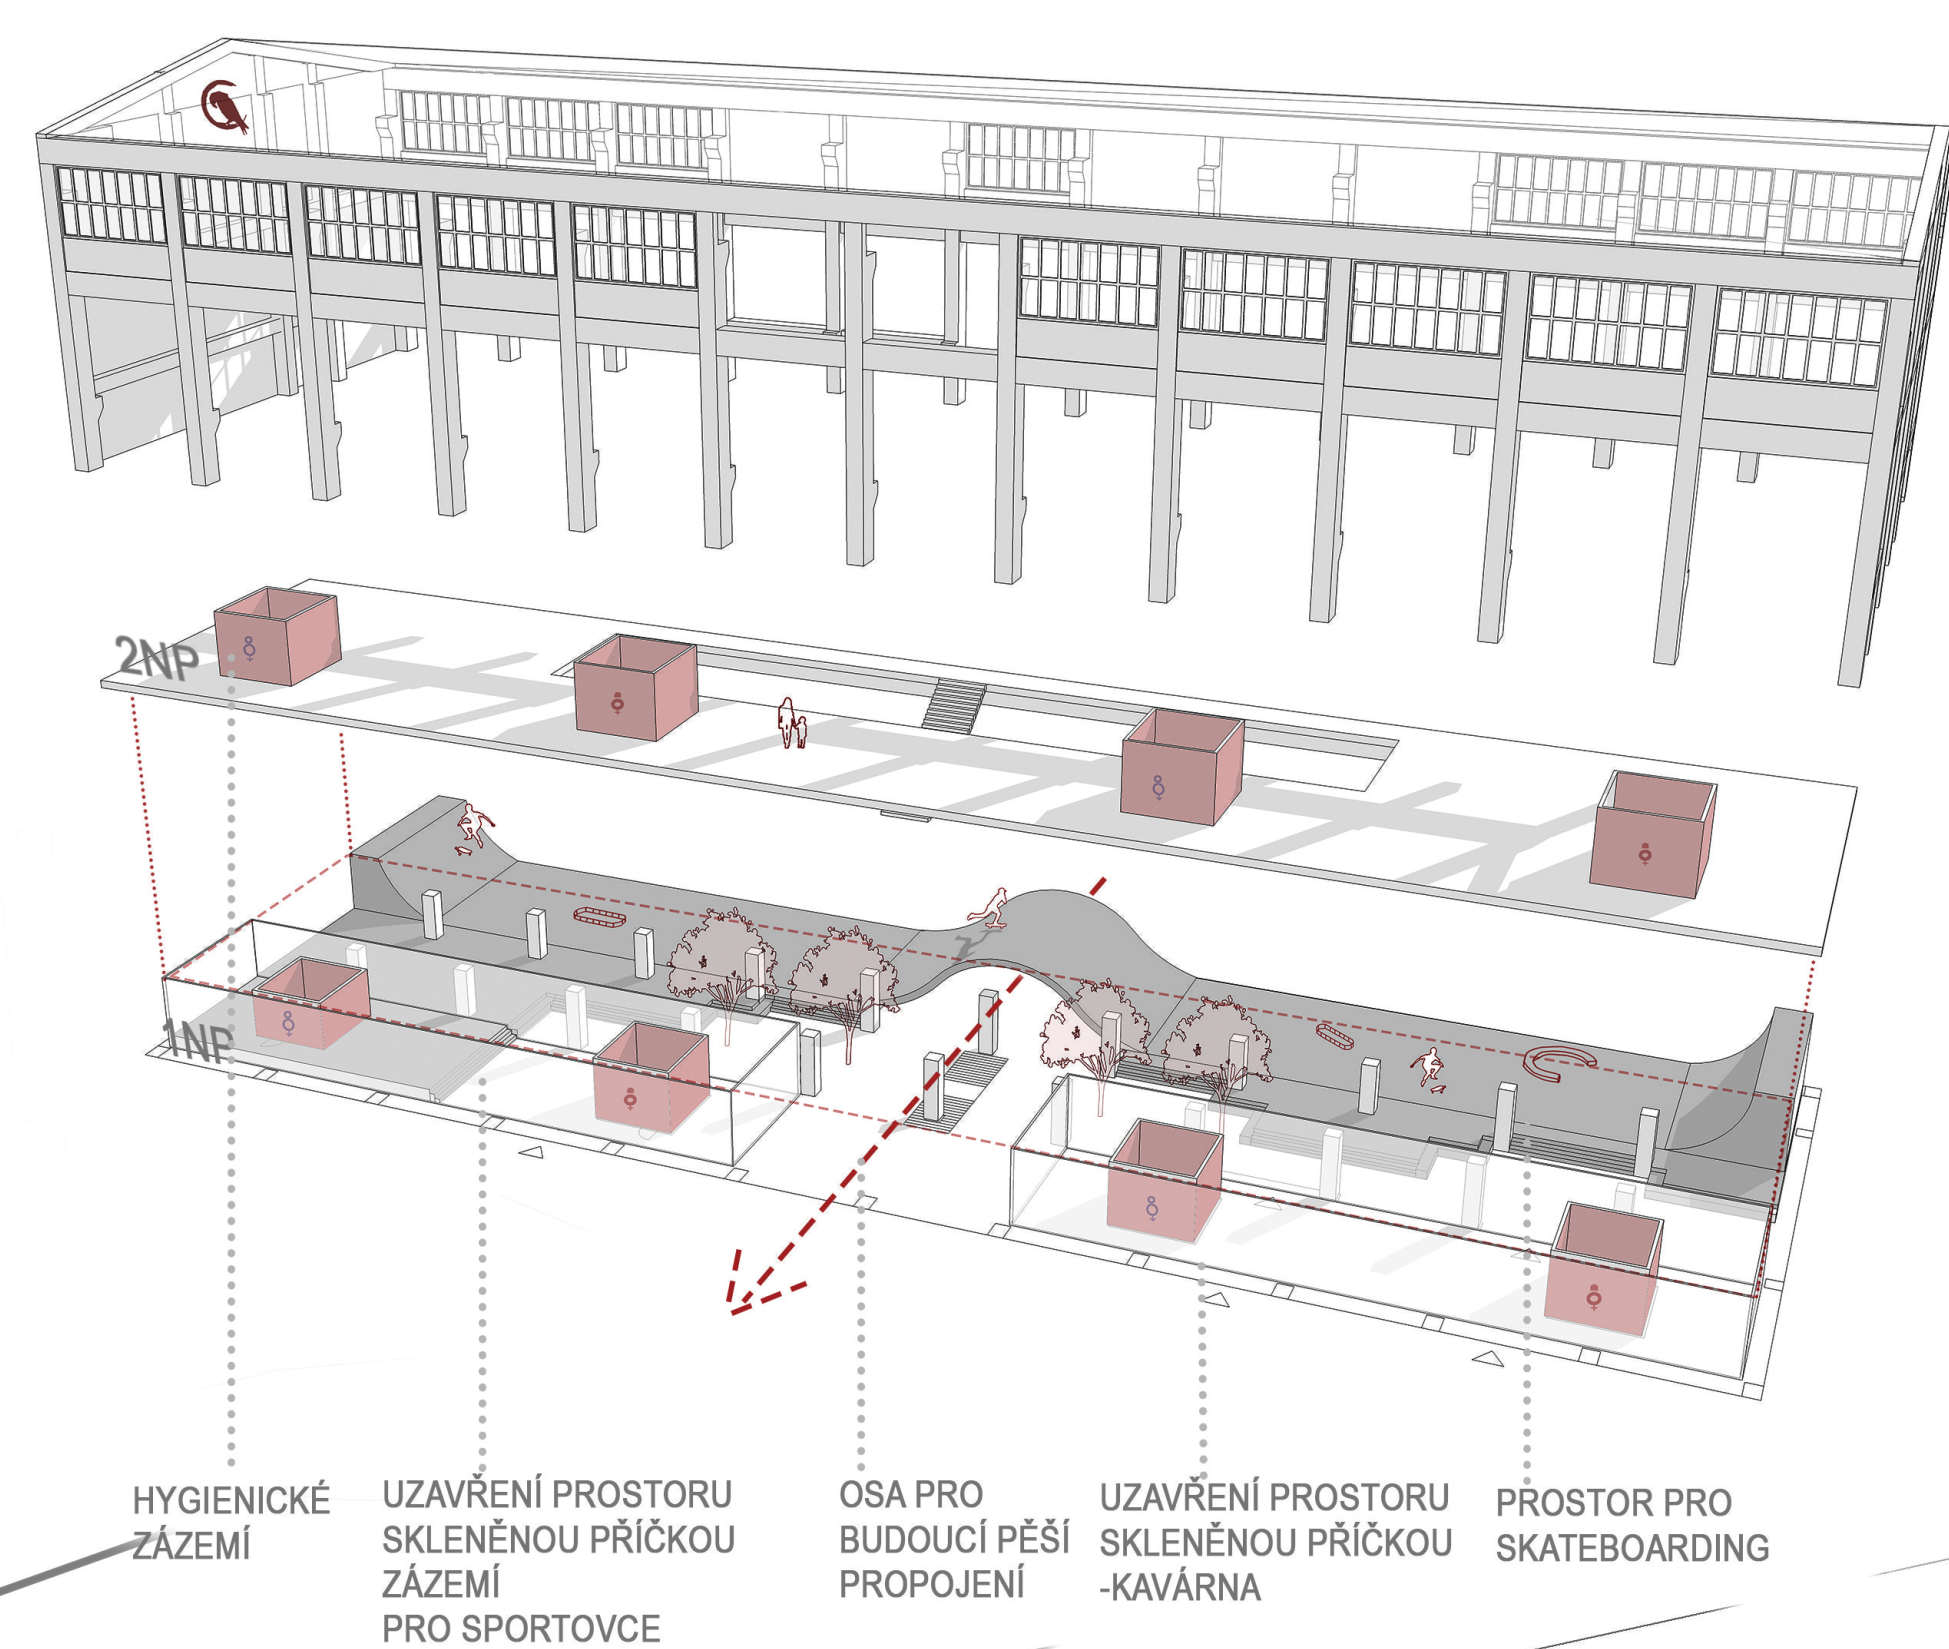 2NP
1NP
HYGIENICKÉ
ZÁZEMÍ
UZAVŘENÍ PROSTORU
SKLENĚNOU PŘÍČKOU
ZÁZEMÍ
PRO SPORTOVCE
OSA PRO
BUDOUCÍ PĚŠÍ
PROPOJENÍ
UZAVŘENÍ PROSTORU
SKLENĚNOU PŘÍČKOU
-KAVÁRNA
PROSTOR PRO
SKATEBOARDING